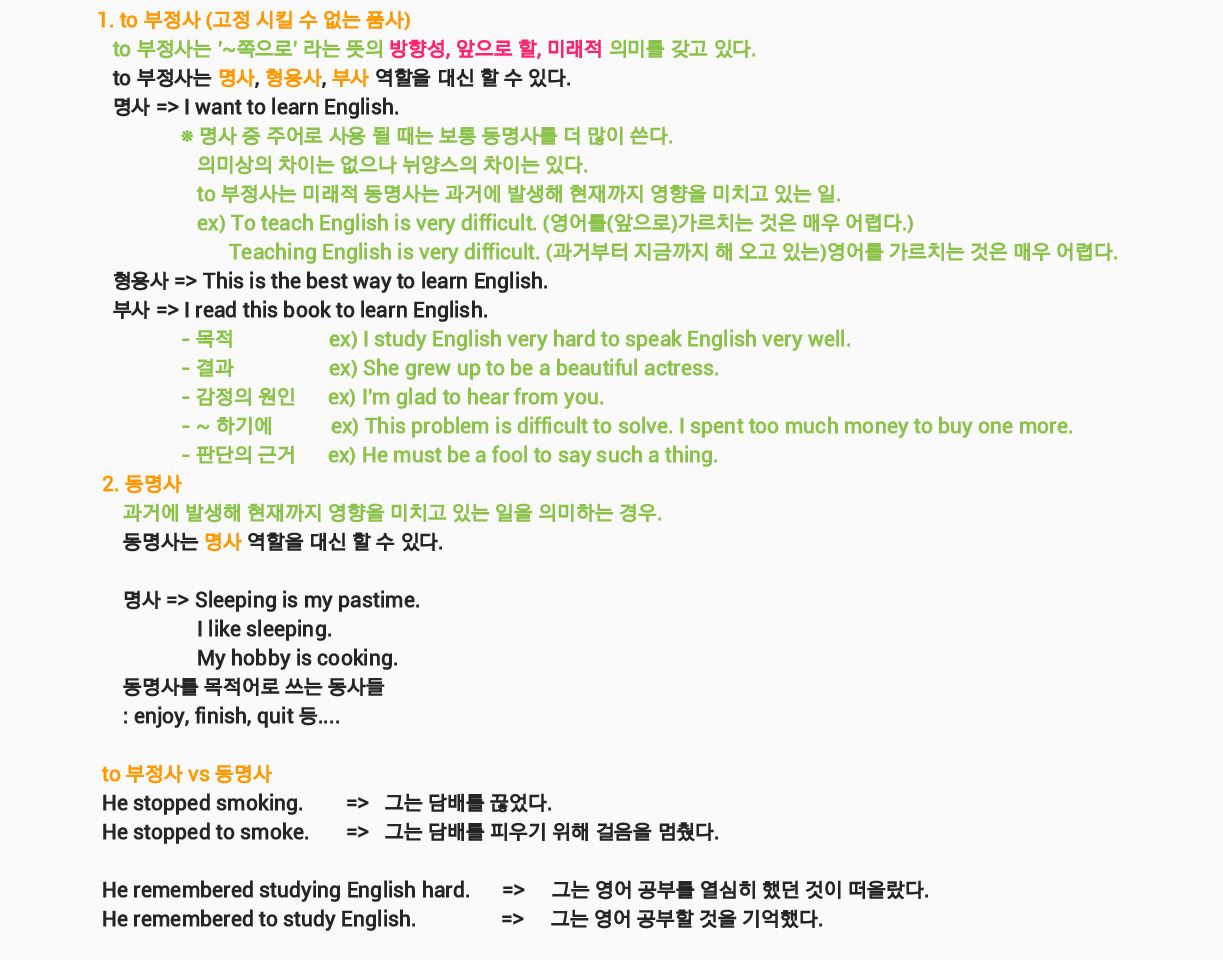 1. to 부정사 (고정 시킬 수 없는 품사)
to 부정사는 '~쪽으로' 라는 뜻의 방향성, 앞으로 할, 미래적 의미를 갖고 있다.
to 부정사는 명사, 형용사, 부사 역할을 대신 할 수 있다.
명사 => I want to learn English.
※ 명사 중 주어로 사용 될 때는 보통 동명사를 더 많이 쓴다.
의미상의 차이는 없으나 뉘양스의 차이는 있다.
to 부정사는 미래적 동명사는 과거에 발생해 현재까지 영향을 미치고 있는 일.
ex) To teach English is very difficult. (영어를(앞으로)가르치는 것은 매우 어렵다.)
Teaching English is very difficult. (과거부터 지금까지 해 오고 있는)영어를 가르치는 것은 매우 어렵다.
형용사 => This is the best way to learn English.
부사 => I read this book to learn English.
- 목적 ex) I study English very hard to speak English very well.
- 결과 ex) She grew up to be a beautiful actress.
- 감정의 원인 ex) I'm glad to hear from you.
- ~ 하기에 ex) This problem is difficult to solve. I spent too much money to buy one more.
- 판단의 근거 ex) He must be a fool to say such a thing.
2. 동명사
과거에 발생해 현재까지 영향을 미치고 있는 일을 의미하는 경우.
동명사는 명사 역할을 대신 할 수 있다.
명사 => Sleeping is my pastime.
I like sleeping.
My hobby is cooking.
동명사를 목적어로 쓰는 동사들
: enjoy, finish, quit 등....
to 부정사 vs 동명사
He stopped smoking. => 그는 담배를 끊었다.
He stopped to smoke. => 그는 담배를 피우기 위해 걸음을 멈췄다.
He remembered studying English hard. => 그는 영어 공부를 열심히 했던 것이 떠올랐다.
He remembered to study English. => 그는 영어 공부할 것을 기억했다.